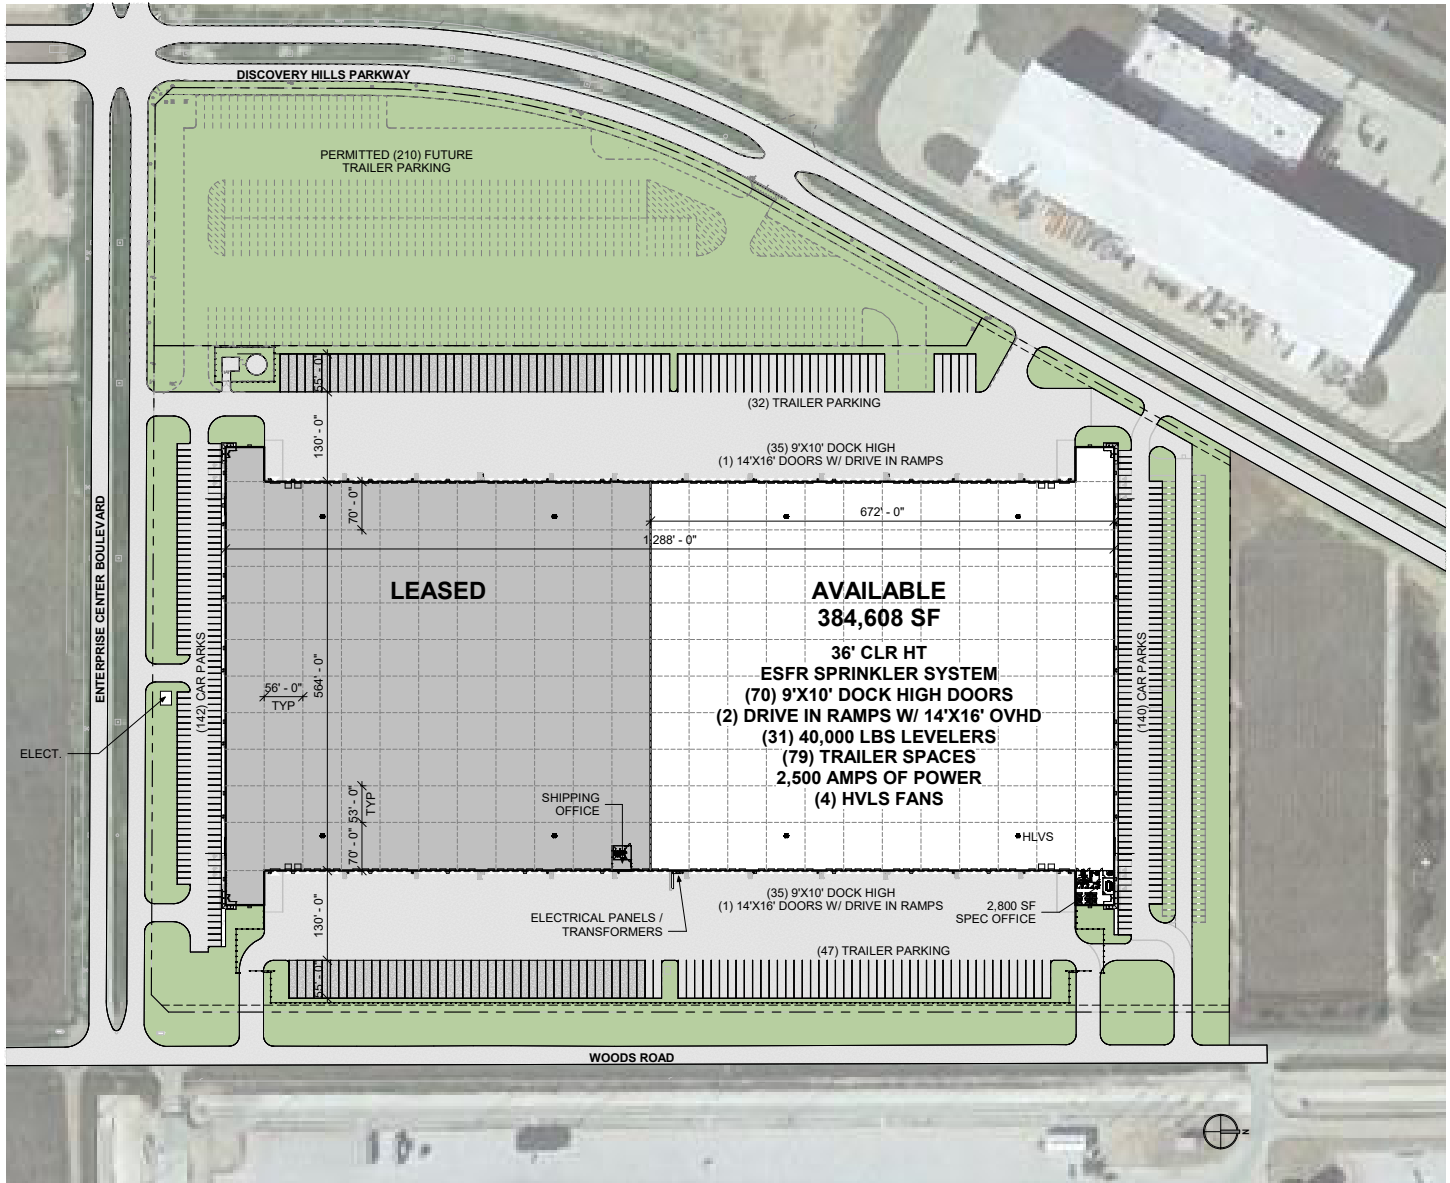 DISCOVERY HILLS PARKWAY
PERMITTED (210) FUTURE
TRAILER PARKING
55' - 0"
(32) TRAILER PARKING
130' - 0"
(35) 9'X10' DOCK HIGH
(1) 14'X16' DOORS W/ DRIVE IN RAMPS
70' - 0"
672' - 0"
1,288' - 0"
ENTERPRISE CENTER BOULEVARD
LEASED
AVAILABLE
384,608 SF
36' CLR HT
ESFR SPRINKLER SYSTEM
(70) 9'X10' DOCK HIGH DOORS
(2) DRIVE IN RAMPS W/ 14'X16' OVHD
(31) 40,000 LBS LEVELERS
(79) TRAILER SPACES
2,500 AMPS OF POWER
(4) HVLS FANS
(142) CAR PARKS
564' - 0"
56' - 0"
TYP
(140) CAR PARKS
ELECT.
53' - 0"
TYP
SHIPPING
OFFICE
70' - 0"
HLVS
(35) 9'X10' DOCK HIGH
(1) 14'X16' DOORS W/ DRIVE IN RAMPS
2,800 SF
SPEC OFFICE
ELECTRICAL PANELS /
TRANSFORMERS
130' - 0"
(47) TRAILER PARKING
55' - 0"
WOODS ROAD
N